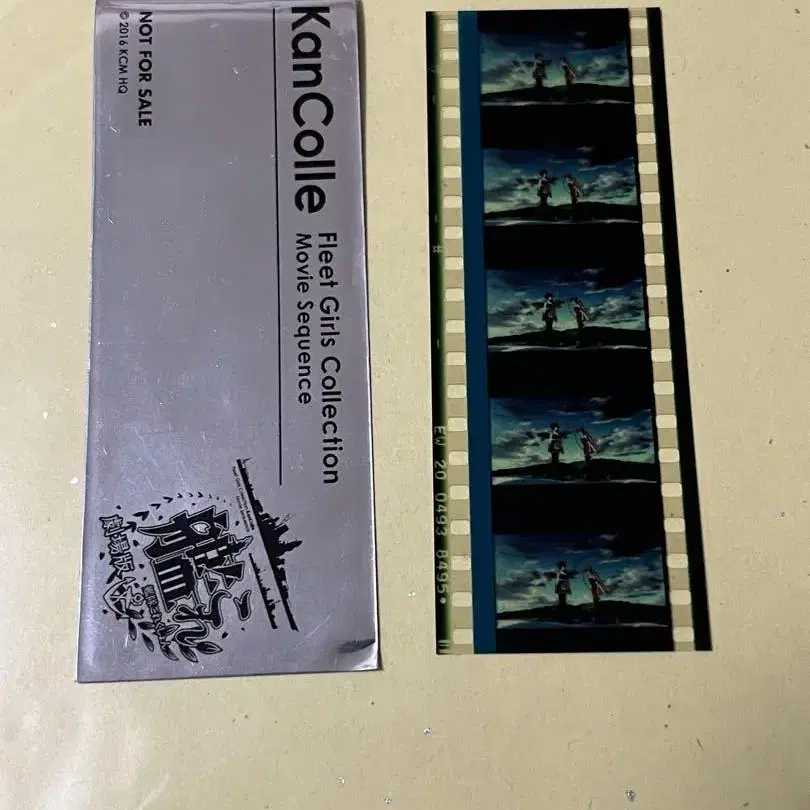 KanColle
Fleet Girls Collection
Movie Sequence
NOT FOR SALE
© 2016 KCM HQ
劇場版
艦これ
EW 20 0493 8495•